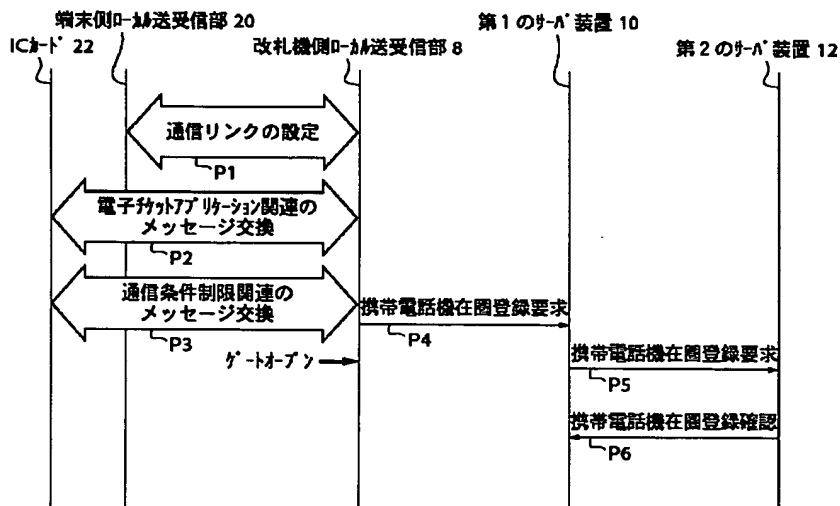 端末側ローカル送受信部 20
ICカード 22
改札機側ローカル送受信部 8
第1のサーバ装置 10
第2のサーバ装置 12
通信リンクの設定
P1
電子チケットアプリケーション関連の
メッセージ交換
P2
通信条件制限関連の
メッセージ交換
P3
携帯電話機在圏登録要求
P4
ゲートオープン
携帯電話機在圏登録要求
P5
携帯電話機在圏登録確認
P6